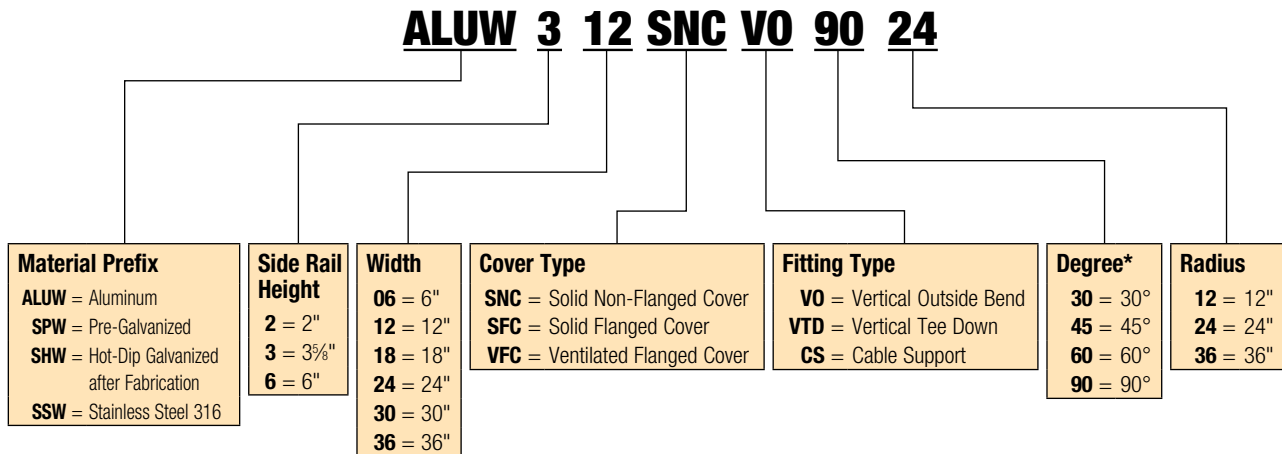 ALUW 3 12 SNC VO 90 24
Material Prefix
ALUW = Aluminum
SPW = Pre-Galvanized
SHW = Hot-Dip Galvanized
after Fabrication
SSW = Stainless Steel 316
Side Rail
Height
2 = 2"
3 = 3⅝"
6 = 6"
Width
06 = 6"
12 = 12"
18 = 18"
24 = 24"
30 = 30"
36 = 36"
Cover Type
SNC = Solid Non-Flanged Cover
SFC = Solid Flanged Cover
VFC = Ventilated Flanged Cover
Fitting Type
VO = Vertical Outside Bend
VTD = Vertical Tee Down
CS = Cable Support
Degree*
30 = 30°
45 = 45°
60 = 60°
90 = 90°
Radius
12 = 12"
24 = 24"
36 = 36"